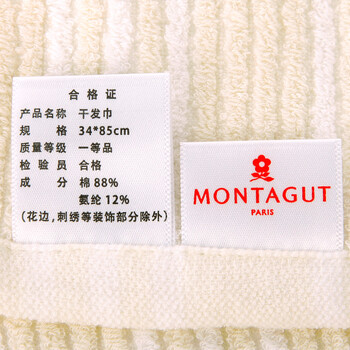 合格证
产品名称 干发巾
规 格 34*85cm
质量等级 一等品
检验员 合格
成 分 棉 88%
氨纶 12%
(花边,刺绣等装饰部分除外)
MONTAGUT
PARIS